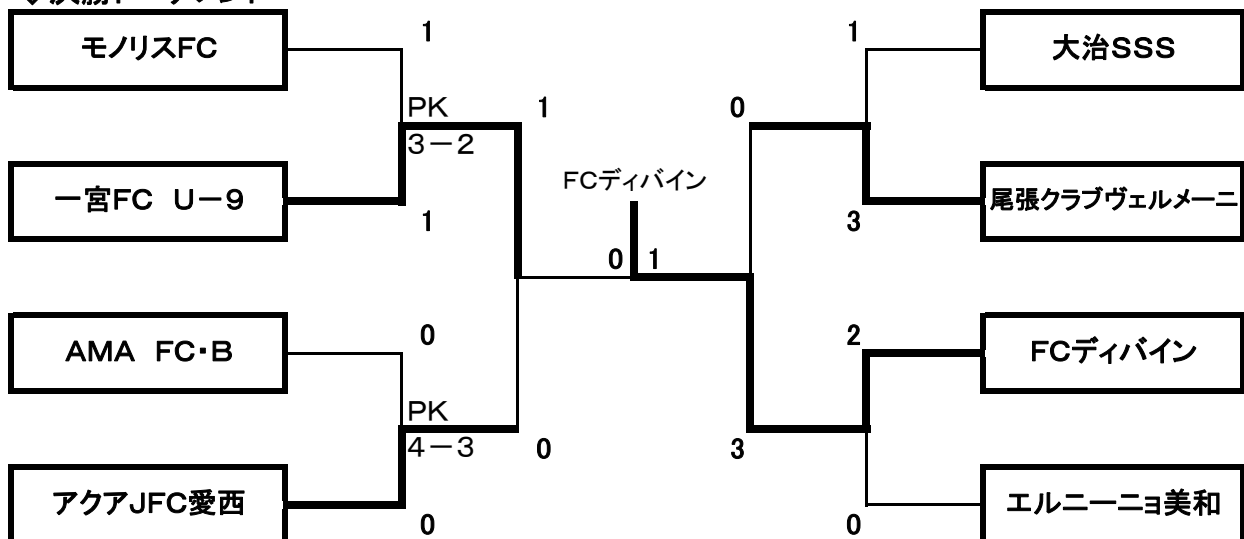 モノリスFC
1
1
大治SSS
PK
3－2
1
0
一宮FC U－9
1
FCディバイン
3
尾張クラブヴェルメーニ
0
1
AMA FC・B
0
2
FCディバイン
PK
4－3
0
3
アクアJFC愛西
0
0
エルニーニョ美和